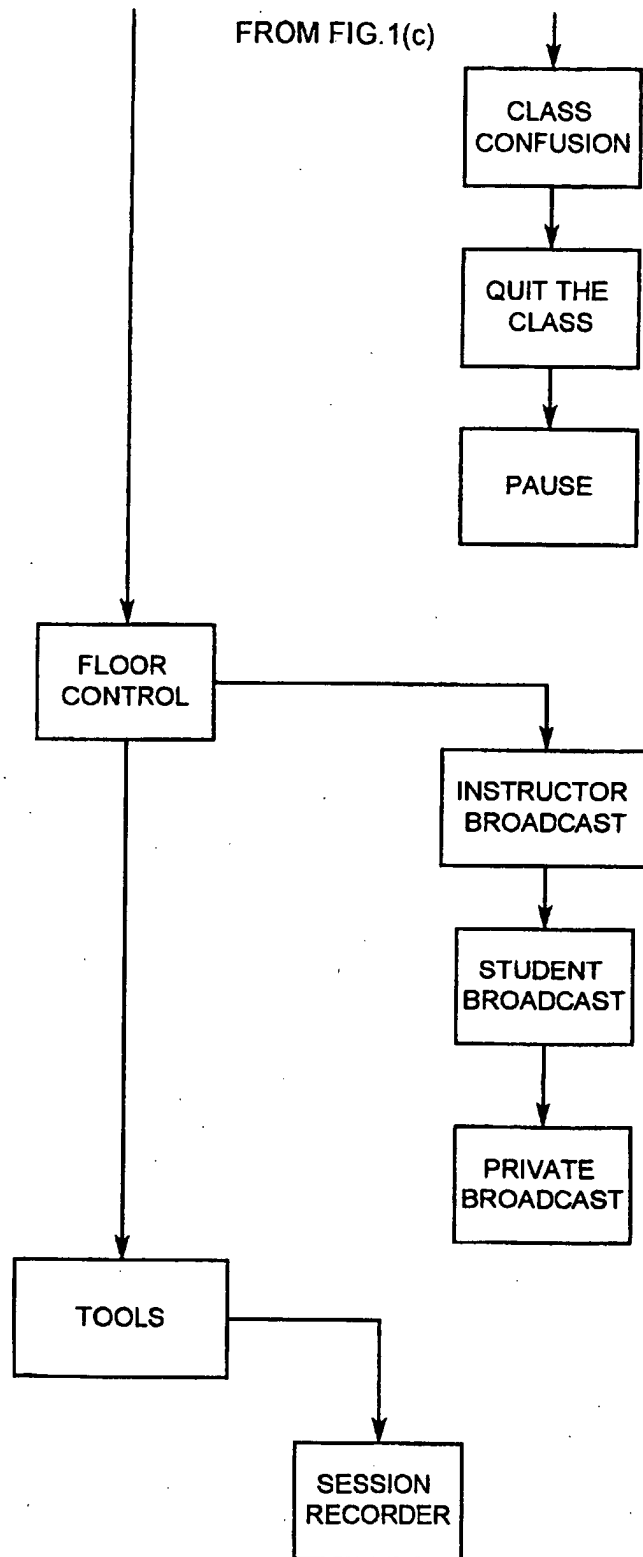 FROM FIG.1(c)
CLASS
CONFUSION
QUIT THE
CLASS
PAUSE
FLOOR
CONTROL
INSTRUCTOR
BROADCAST
STUDENT
BROADCAST
PRIVATE
BROADCAST
TOOLS
SESSION
RECORDER